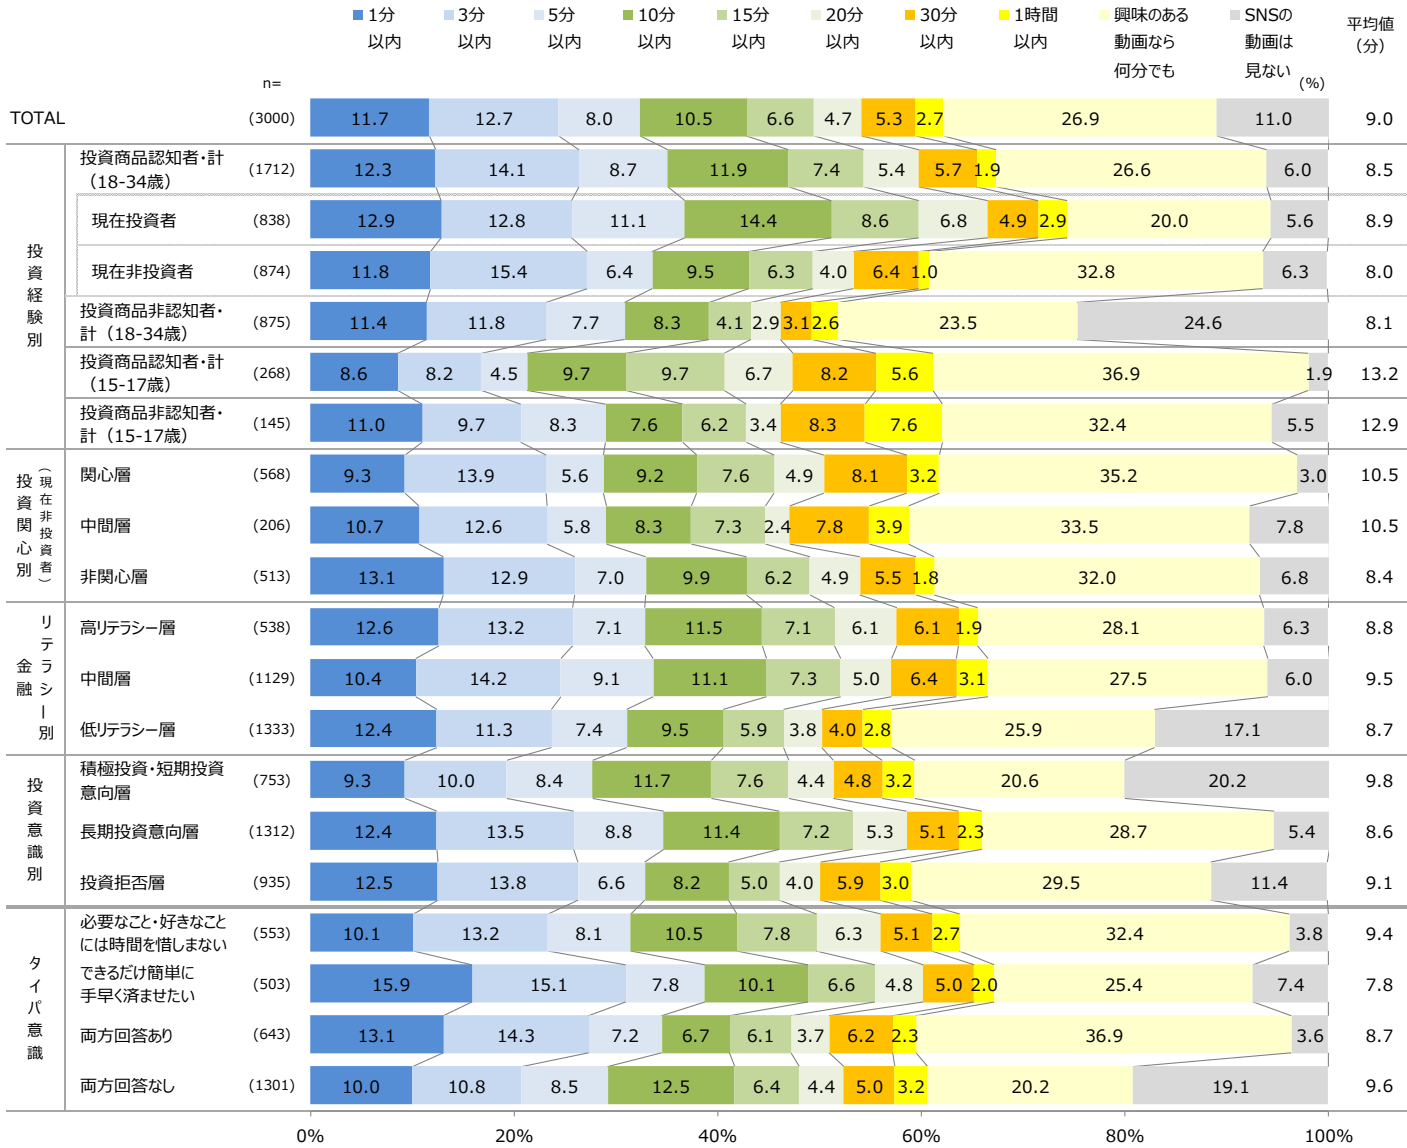 1分以内 3分以内 5分以内 10分以内 15分以内 20分以内 30分以内 1時間以内 興味のある動画なら何分でも SNSの動画は見ない 平均値（分）
n= (%)
TOTAL (3000) 11.7 12.7 8.0 10.5 6.6 4.7 5.3 2.7 26.9 11.0 9.0
投資経験別
投資商品認知者・計（18-34歳） (1712) 12.3 14.1 8.7 11.9 7.4 5.4 5.7 1.9 26.6 6.0 8.5
現在投資者 (838) 12.9 12.8 11.1 14.4 8.6 6.8 4.9 2.9 20.0 5.6 8.9
現在非投資者 (874) 11.8 15.4 6.4 9.5 6.3 4.0 6.4 1.0 32.8 6.3 8.0
投資商品非認知者・計（18-34歳） (875) 11.4 11.8 7.7 8.3 4.1 2.9 3.1 2.6 23.5 24.6 8.1
投資商品認知者・計（15-17歳） (268) 8.6 8.2 4.5 9.7 9.7 6.7 8.2 5.6 36.9 1.9 13.2
投資商品非認知者・計（15-17歳） (145) 11.0 9.7 8.3 7.6 6.2 3.4 8.3 7.6 32.4 5.5 12.9
投資関心別（現在非投資者）
関心層 (568) 9.3 13.9 5.6 9.2 7.6 4.9 8.1 3.2 35.2 3.0 10.5
中間層 (206) 10.7 12.6 5.8 8.3 7.3 2.4 7.8 3.9 33.5 7.8 10.5
非関心層 (513) 13.1 12.9 7.0 9.9 6.2 4.9 5.5 1.8 32.0 6.8 8.4
金融リテラシー別
高リテラシー層 (538) 12.6 13.2 7.1 11.5 7.1 6.1 6.1 1.9 28.1 6.3 8.8
中間層 (1129) 10.4 14.2 9.1 11.1 7.3 5.0 6.4 3.1 27.5 6.0 9.5
低リテラシー層 (1333) 12.4 11.3 7.4 9.5 5.9 3.8 4.0 2.8 25.9 17.1 8.7
投資意識別
積極投資・短期投資意向層 (753) 9.3 10.0 8.4 11.7 7.6 4.4 4.8 3.2 20.6 20.2 9.8
長期投資意向層 (1312) 12.4 13.5 8.8 11.4 7.2 5.3 5.1 2.3 28.7 5.4 8.6
投資拒否層 (935) 12.5 13.8 6.6 8.2 5.0 4.0 5.9 3.0 29.5 11.4 9.1
タイパ意識
必要なこと・好きなことには時間を惜しまない (553) 10.1 13.2 8.1 10.5 7.8 6.3 5.1 2.7 32.4 3.8 9.4
できるだけ簡単に手早く済ませたい (503) 15.9 15.1 7.8 10.1 6.6 4.8 5.0 2.0 25.4 7.4 7.8
両方回答あり (643) 13.1 14.3 7.2 6.7 6.1 3.7 6.2 2.3 36.9 3.6 8.7
両方回答なし (1301) 10.0 10.8 8.5 12.5 6.4 4.4 5.0 3.2 20.2 19.1 9.6
0% 20% 40% 60% 80% 100%